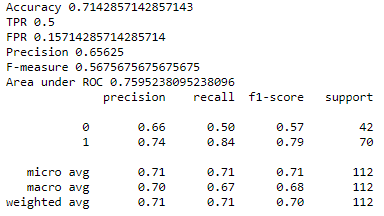 Accuracy 0.7142857142857143
TPR 0.5
FPR 0.15714285714285714
Precision 0.65625
F-measure 0.5675675675675675
Area under ROC 0.7595238095238096
precision recall f1-score support
0 0.66 0.50 0.57 42
1 0.74 0.84 0.79 70
micro avg 0.71 0.71 0.71 112
macro avg 0.70 0.67 0.68 112
weighted avg 0.71 0.71 0.70 112